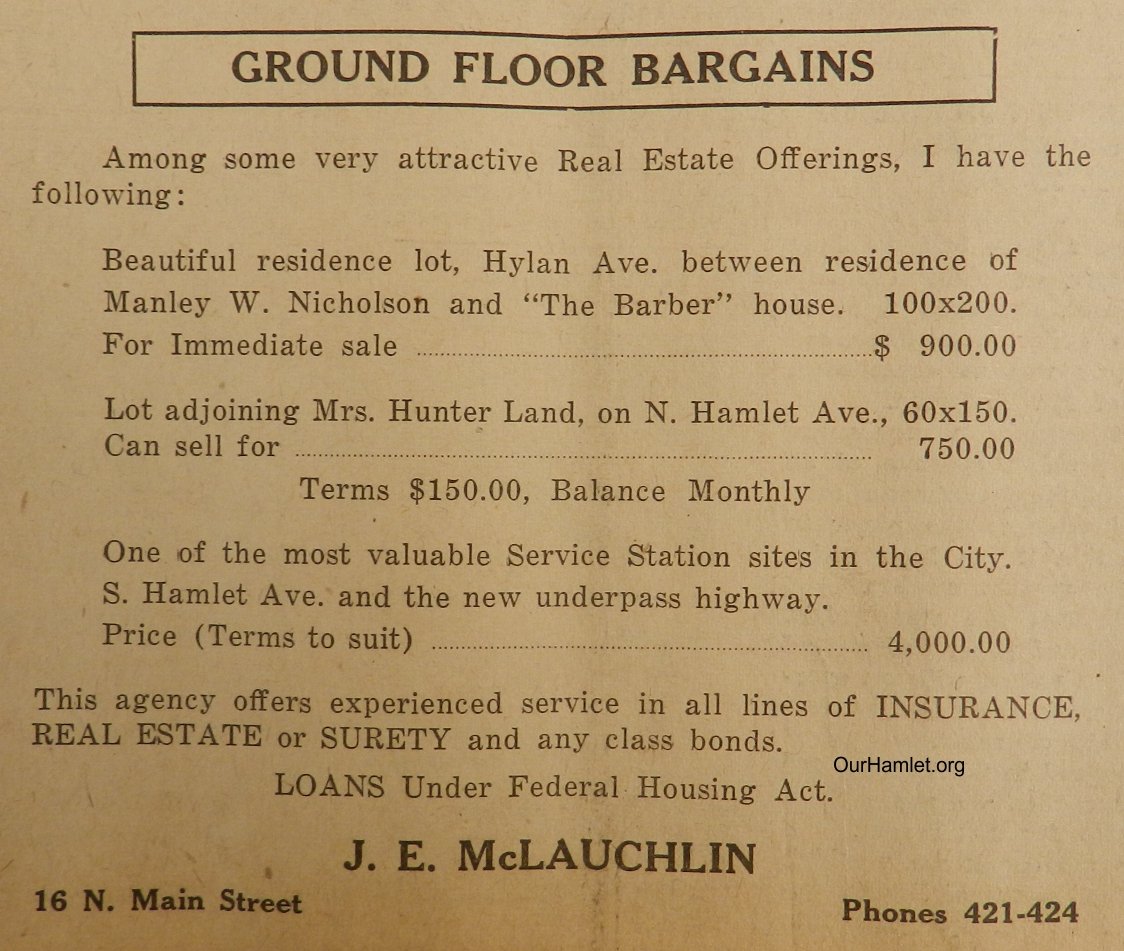 GROUND FLOOR BARGAINS
Among some very attractive Real Estate Offerings, I have the
following:
Beautiful residence lot, Hylan Ave. between residence of
Manley W. Nicholson and “The Barber” house. 100x200.
For Immediate sale ........................................ $ 900.00
Lot adjoining Mrs. Hunter Land, on N. Hamlet Ave., 60x150.
Can sell for ........................................ 750.00
Terms $150.00, Balance Monthly
One of the most valuable Service Station sites in the City.
S. Hamlet Ave. and the new underpass highway.
Price (Terms to suit) ........................................ 4,000.00
This agency offers experienced service in all lines of INSURANCE,
REAL ESTATE or SURETY and any class bonds.
OurHamlet.org
LOANS Under Federal Housing Act.
J. E. McLAUCHLIN
16 N. Main Street
Phones 421-424